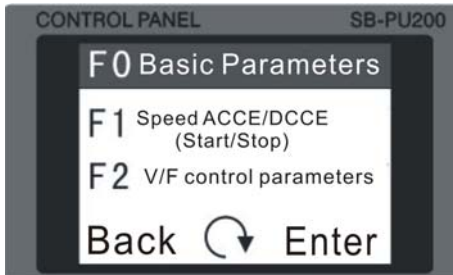 CONTROL PANEL SB-PU200
F0 Basic Parameters
F1 Speed ACCE/DCCE
(Start/Stop)
F2 V/F control parameters
Back Enter